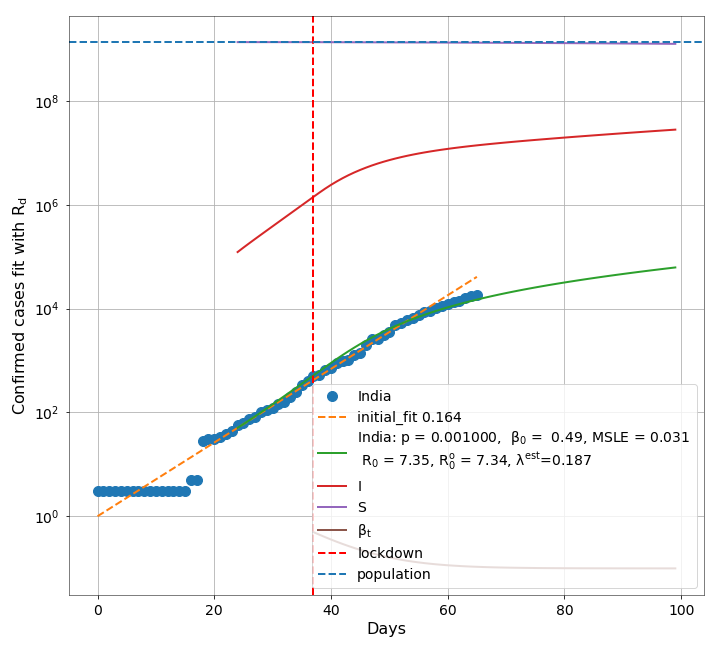 Confirmed cases fit with R_d
10^8
10^6
10^4
10^2
10^0
India
initial_fit 0.164
India: p = 0.001000, β_0 = 0.49, MSLE = 0.031
R_0 = 7.35, R_0^o = 7.34, λ^est=0.187
I
S
β_t
lockdown
population
0 20 40 60 80 100
Days